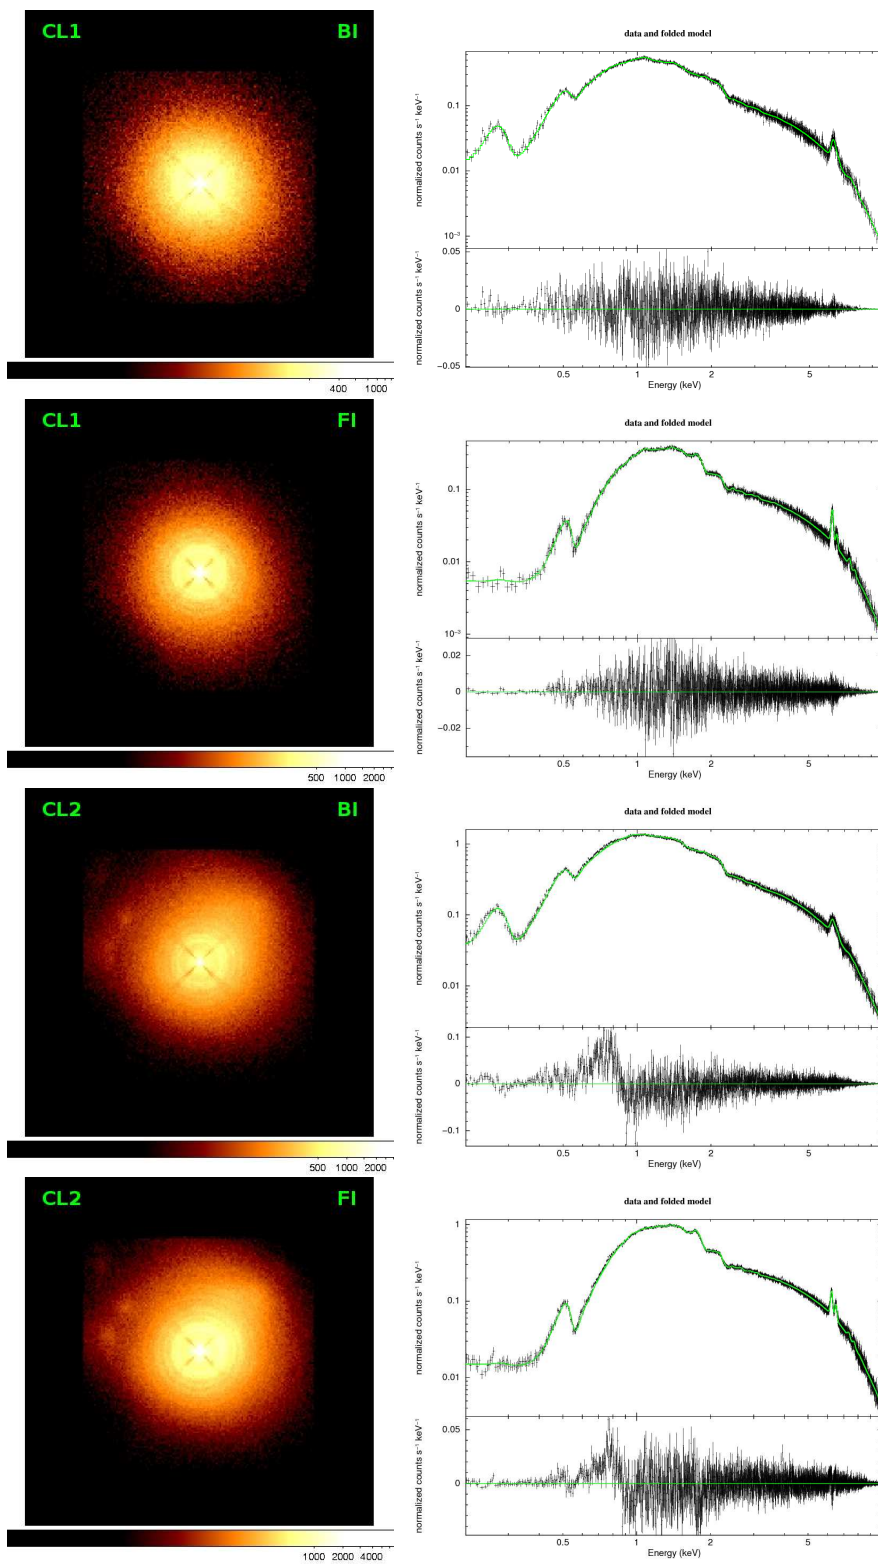 CL1 BI
data and folded model
normalized counts s⁻¹ keV⁻¹
0.1
0.01
10⁻³
normalized counts s⁻¹ keV⁻¹
0.05
0
−0.05
0.5 1 2 5
Energy (keV)
400 1000
CL1 FI
data and folded model
normalized counts s⁻¹ keV⁻¹
0.1
0.01
10⁻³
normalized counts s⁻¹ keV⁻¹
0.02
0
−0.02
0.5 1 2 5
Energy (keV)
500 1000 2000
CL2 BI
data and folded model
normalized counts s⁻¹ keV⁻¹
1
0.1
0.01
normalized counts s⁻¹ keV⁻¹
0.1
0
−0.1
0.5 1 2 5
Energy (keV)
500 1000 2000
CL2 FI
data and folded model
normalized counts s⁻¹ keV⁻¹
1
0.1
0.01
normalized counts s⁻¹ keV⁻¹
0.05
0
0.5 1 2 5
Energy (keV)
1000 2000 4000